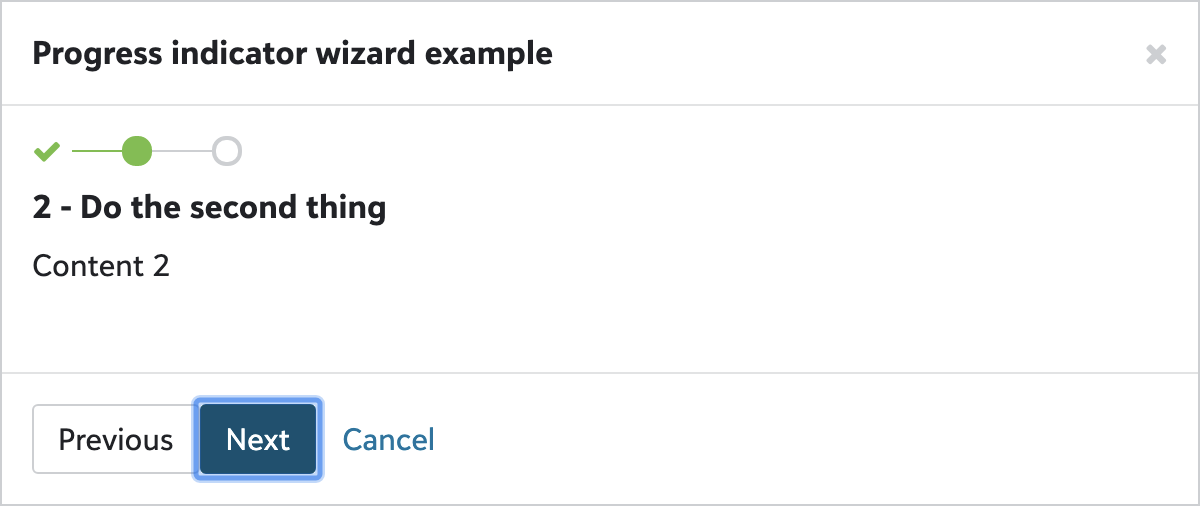 Progress indicator wizard example
2 - Do the second thing
Content 2
Previous Next Cancel